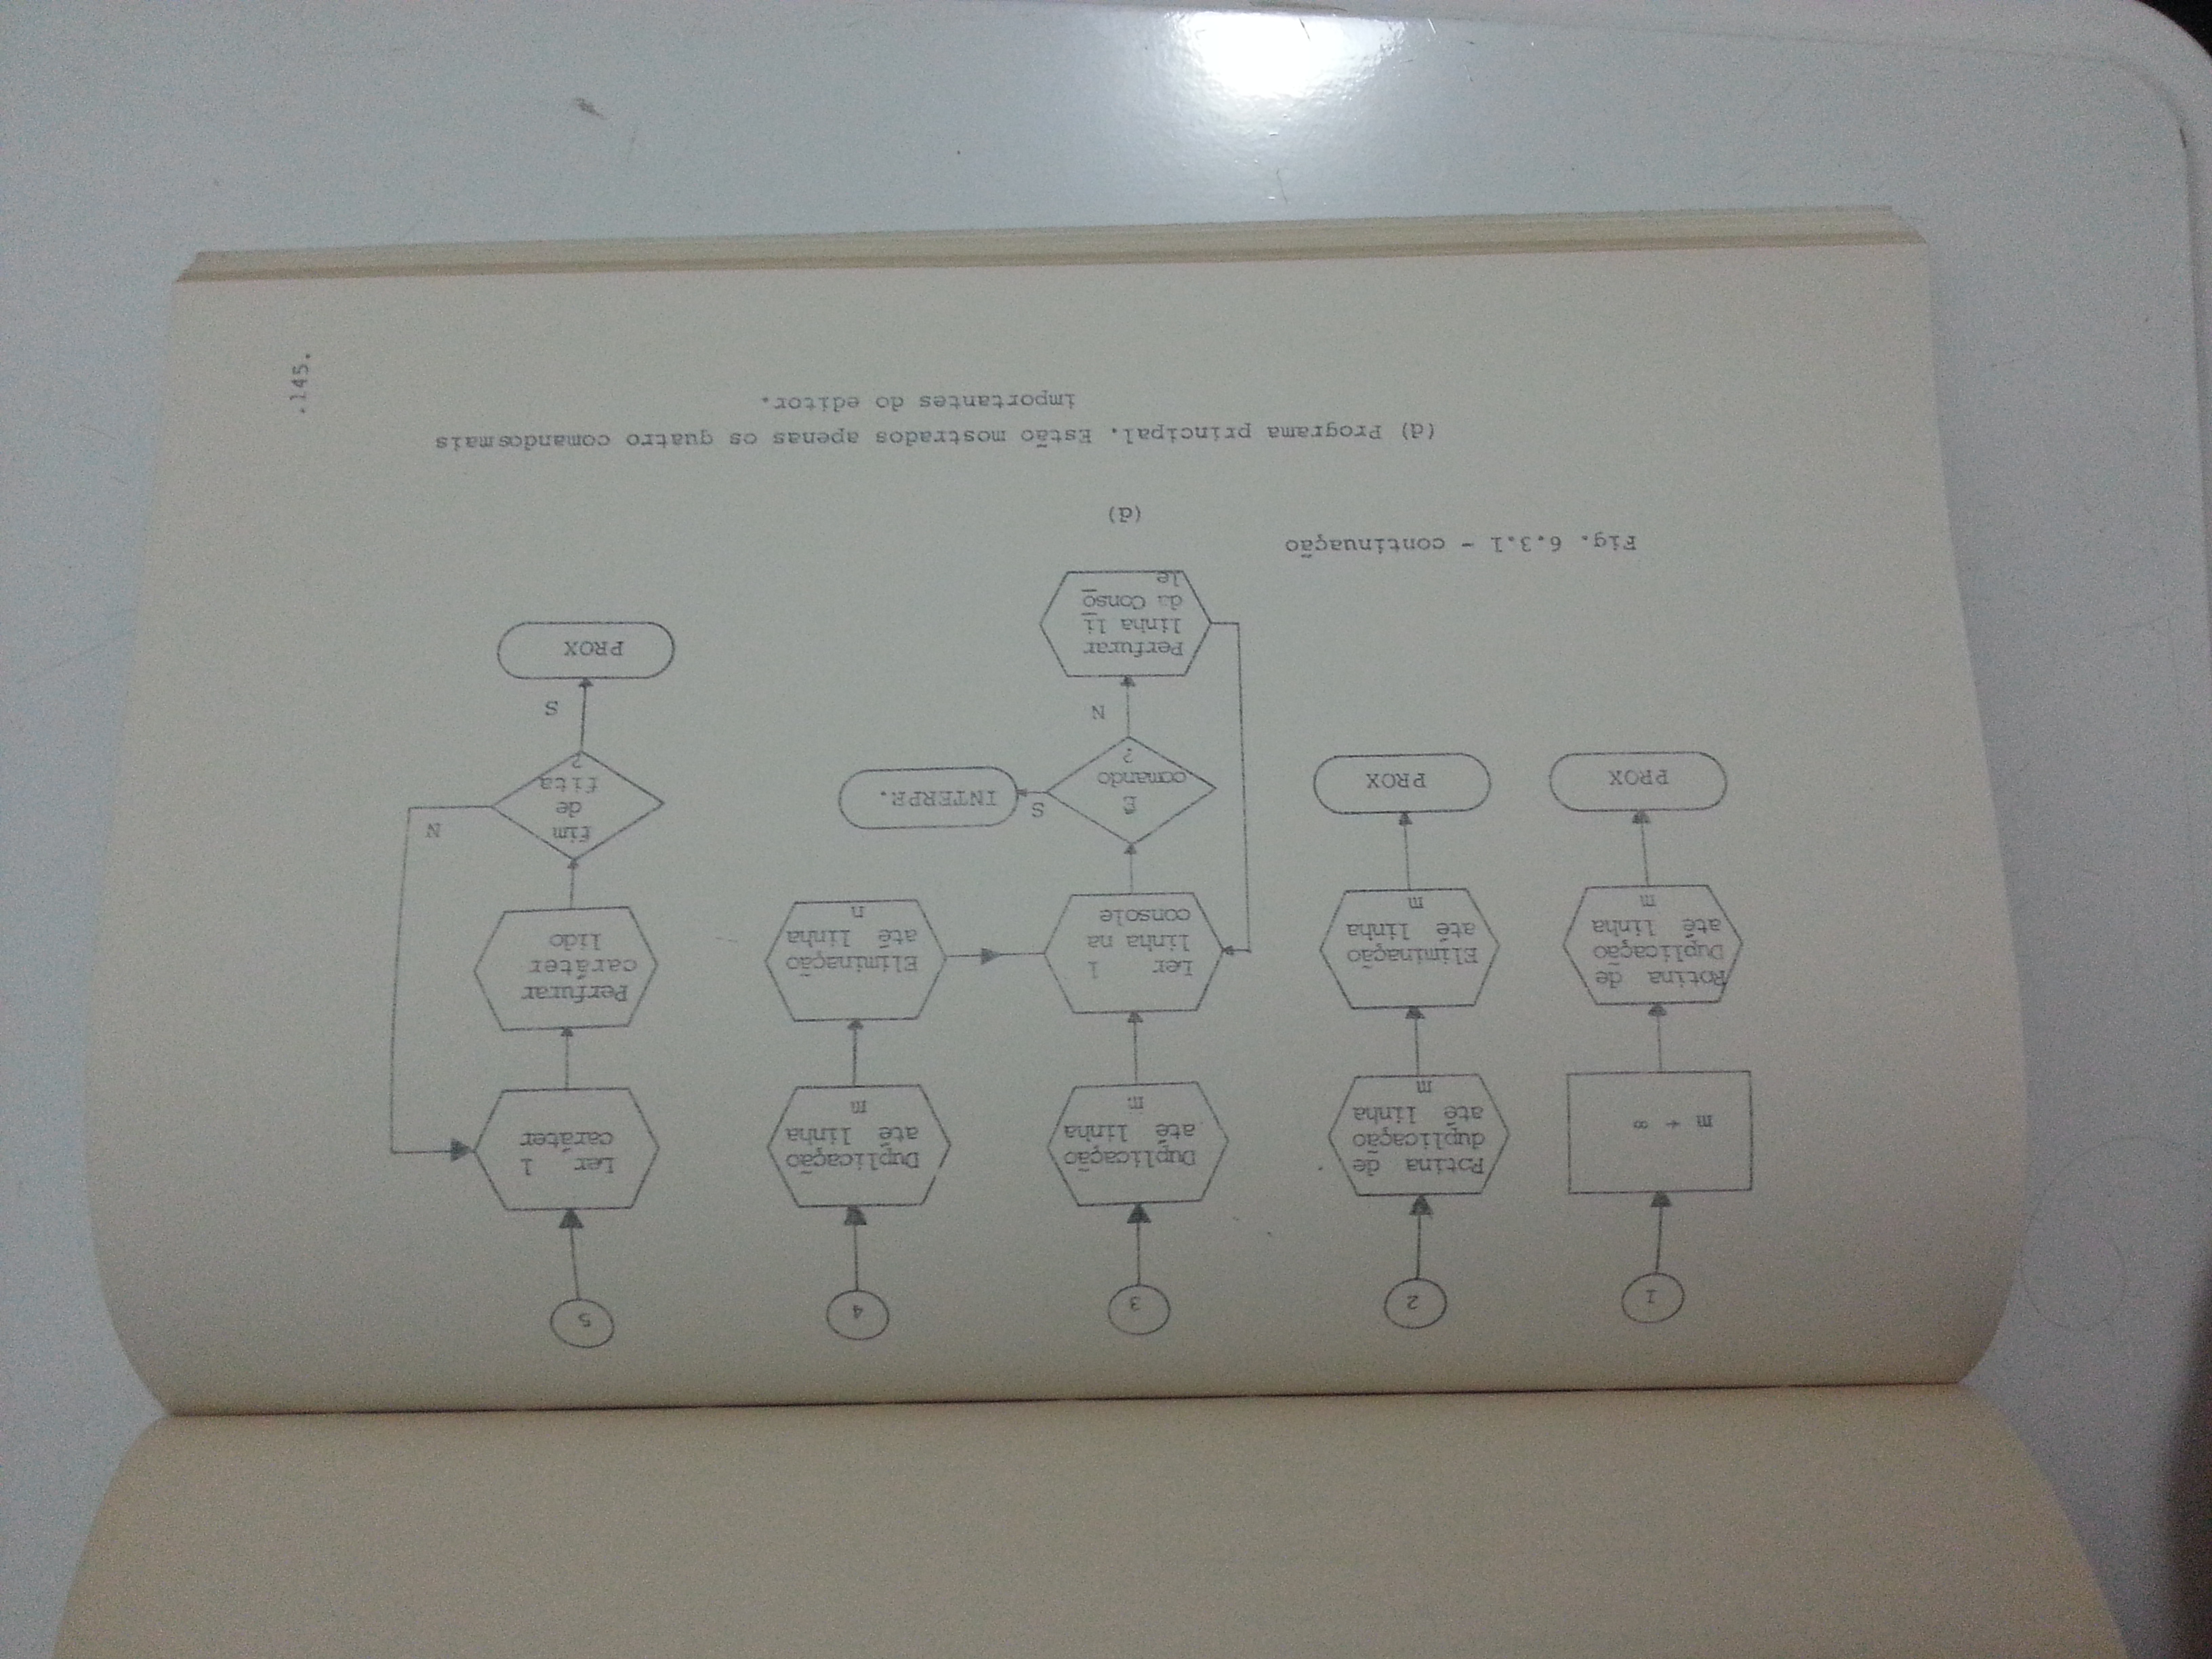 .145.
1
m ← ∞
Rotina de
Duplicação
até linha
m
PROX
2
Rotina de
duplicação
até linha
m
Eliminação
até linha
m
PROX
3
Duplicação
até linha
m
Ler 1
linha na
console
É
comando
?
S
INTERPR.
N
Perfurar
linha li
da Conso
le
4
Duplicação
até linha
m
Eliminação
até linha
n
5
Ler 1
caráter
Perfurar
caráter
lido
fim
de
fita
?
N
S
PROX
Fig. 6.3.1 - continuação
(d)
(d) Programa principal. Estão mostrados apenas os quatro comandos mais
importantes do editor.